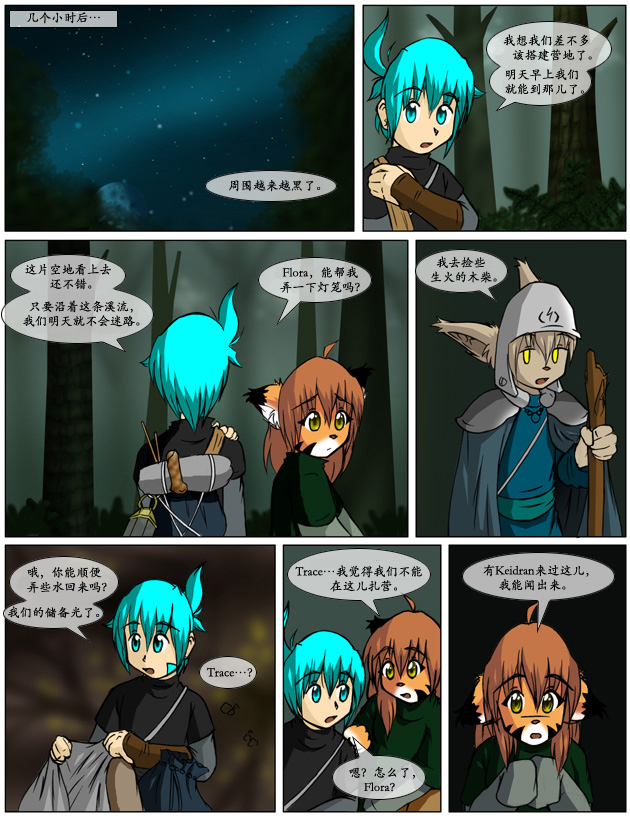 几个小时后…
周围越来越黑了。
我想我们差不多
该搭建营地了。
明天早上我们
就能到那儿了。
这片空地看上去
还不错。
只要沿着这条溪流，
我们明天就不会迷路。
Flora，能帮我
弄一下灯笼吗？
我去捡些
生火的木柴。
哦，你能顺便
弄些水回来吗？
我们的储备光了。
Trace…？
Trace…我觉得我们不能
在这儿扎营。
嗯？怎么了，
Flora？
有Keidran来过这儿，
我能闻出来。